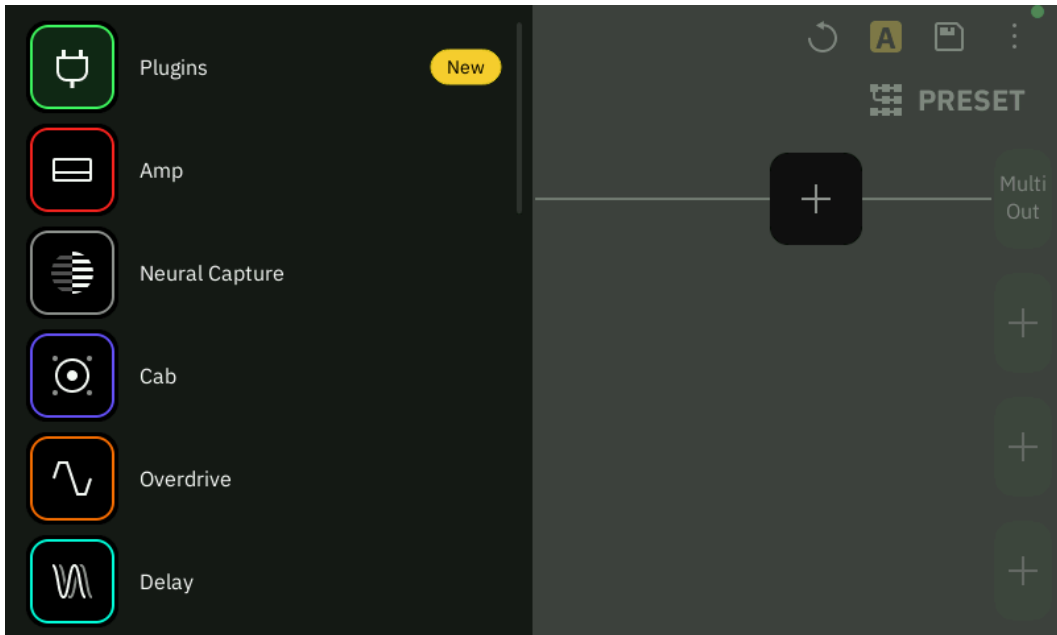 Plugins
New
Amp
Neural Capture
Cab
Overdrive
Delay
A
PRESET
Multi
Out